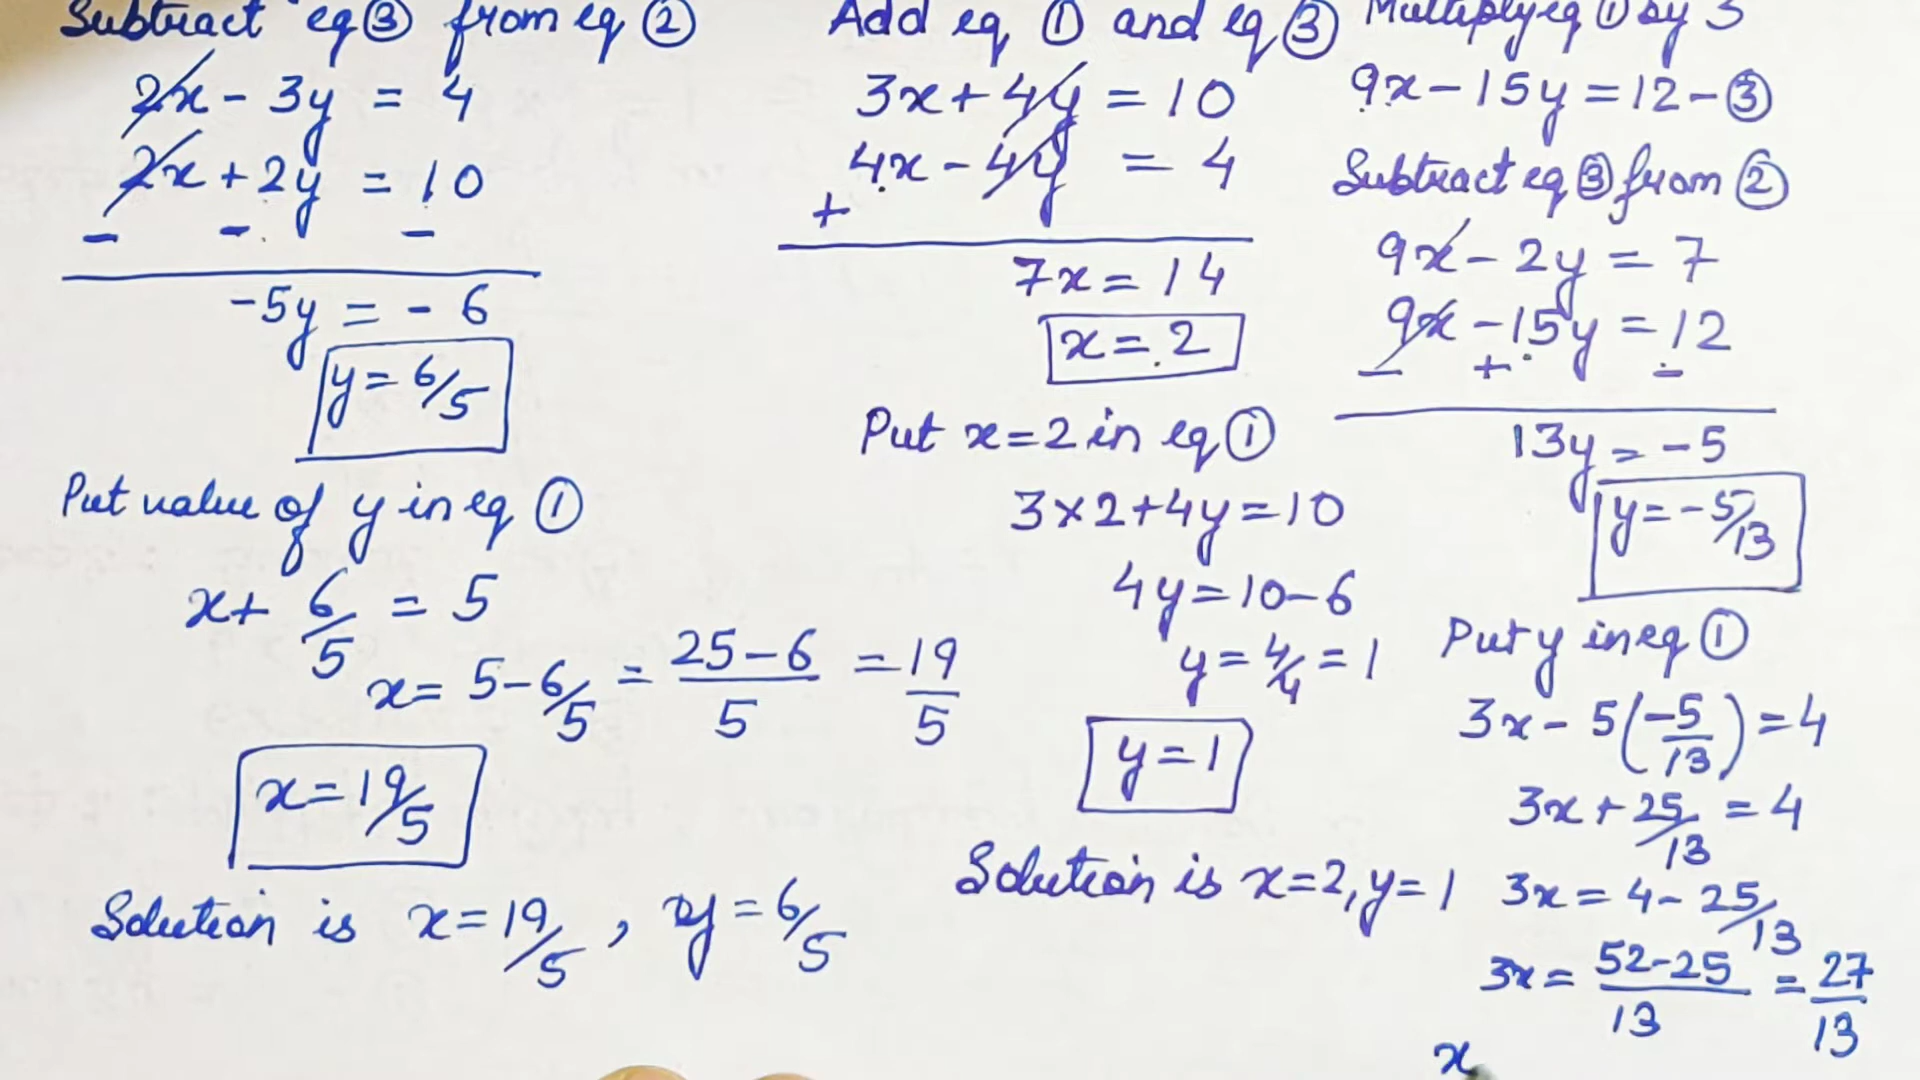 Subtract eq ③ from eq ②
2x - 3y = 4
2x + 2y = 10
- - -
-5y = - 6
y = 6/5
Put value of y in eq ①
x + 6/5 = 5
x = 5 - 6/5 = 25 - 6 / 5 = 19/5
x = 19/5
Solution is x = 19/5 , y = 6/5
Add eq ① and eq ③
3x + 4y = 10
4x - 4y = 4
+
7x = 14
x = 2
Put x = 2 in eq ①
3 × 2 + 4y = 10
4y = 10 - 6
y = 4/4 = 1
y = 1
Solution is x = 2, y = 1
Multiply eq ① by 3
9x - 15y = 12 - ③
Subtract eq ③ from ②
9x - 2y = 7
9x - 15y = 12
- + -
13y = -5
y = -5/13
Put y in eq ①
3x - 5(-5/13) = 4
3x + 25/13 = 4
3x = 4 - 25/13
3x = 52 - 25 / 13 = 27/13
x